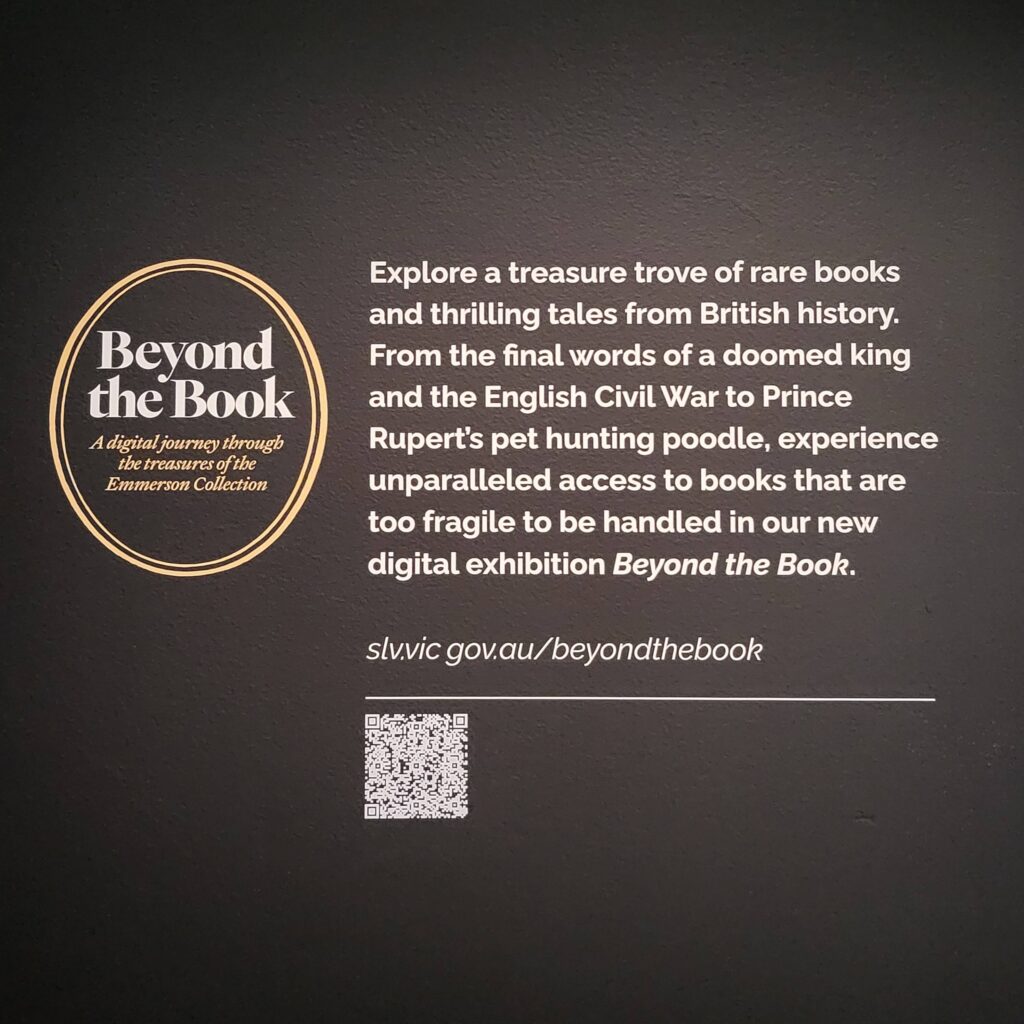 Beyond
the Book
A digital journey through
the treasures of the
Emmerson Collection
Explore a treasure trove of rare books
and thrilling tales from British history.
From the final words of a doomed king
and the English Civil War to Prince
Rupert's pet hunting poodle, experience
unparalleled access to books that are
too fragile to be handled in our new
digital exhibition Beyond the Book.
slv.vic gov.au/beyondthebook